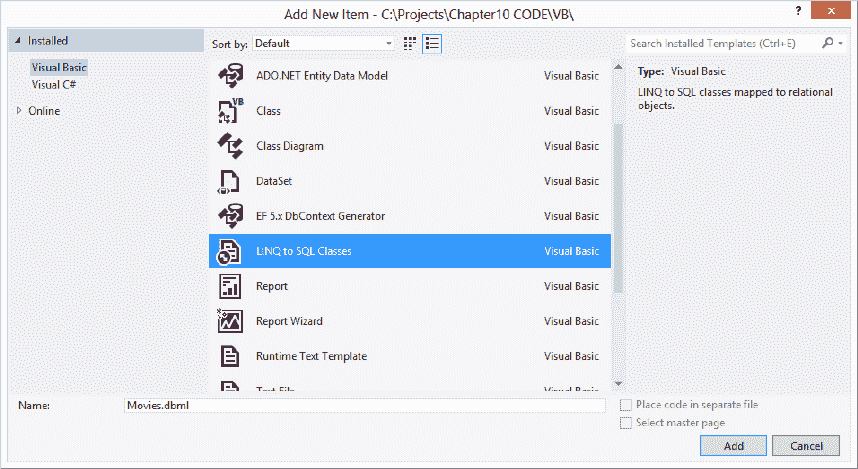 Add New Item - C:\Projects\Chapter10 CODE\VB\
?
Installed
Visual Basic
Visual C#
Online
Sort by: Default
Search Installed Templates (Ctrl+E)
ADO.NET Entity Data Model Visual Basic
Class Visual Basic
Class Diagram Visual Basic
DataSet Visual Basic
EF 5.x DbContext Generator Visual Basic
LINQ to SQL Classes Visual Basic
Report Visual Basic
Report Wizard Visual Basic
Runtime Text Template Visual Basic
Text File Visual Basic
Type: Visual Basic
LINQ to SQL classes mapped to relational
objects.
Name: Movies.dbml
Place code in separate file
Select master page
Add Cancel